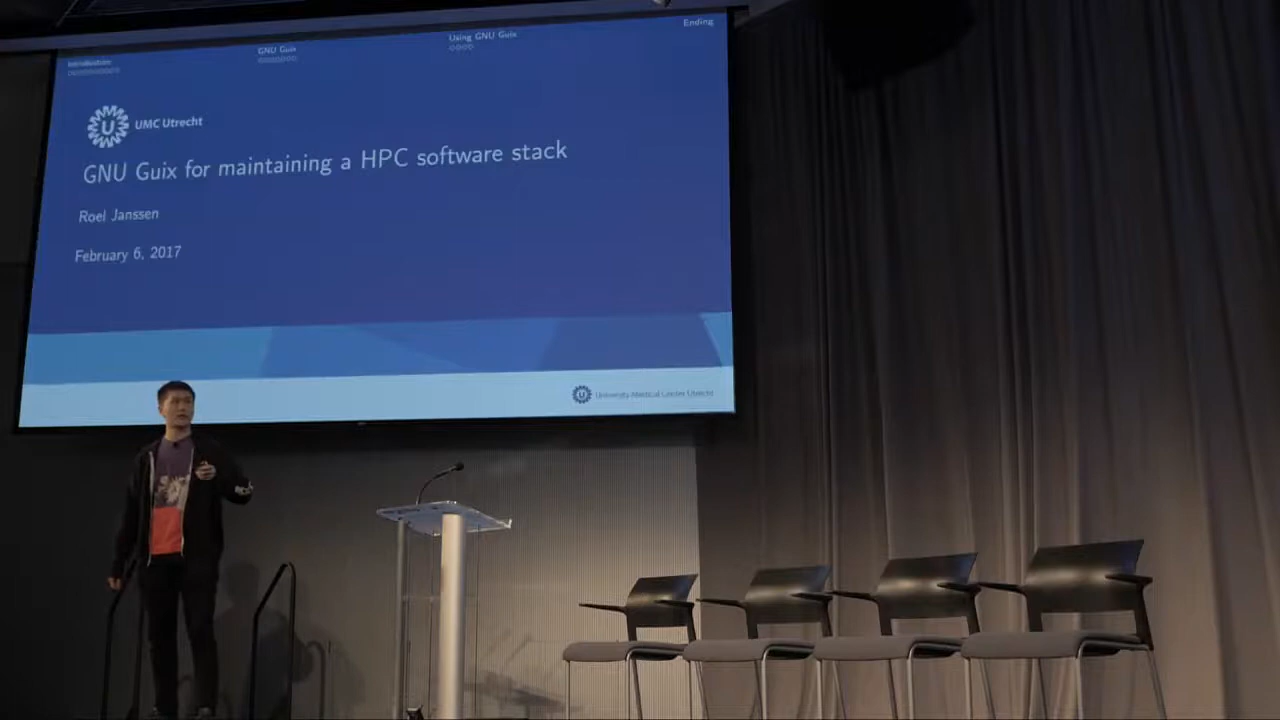 Introduction
GNU Guix
Using GNU Guix
Ending
UMC Utrecht
GNU Guix for maintaining a HPC software stack
Roel Janssen
February 6, 2017
University Medical Center Utrecht